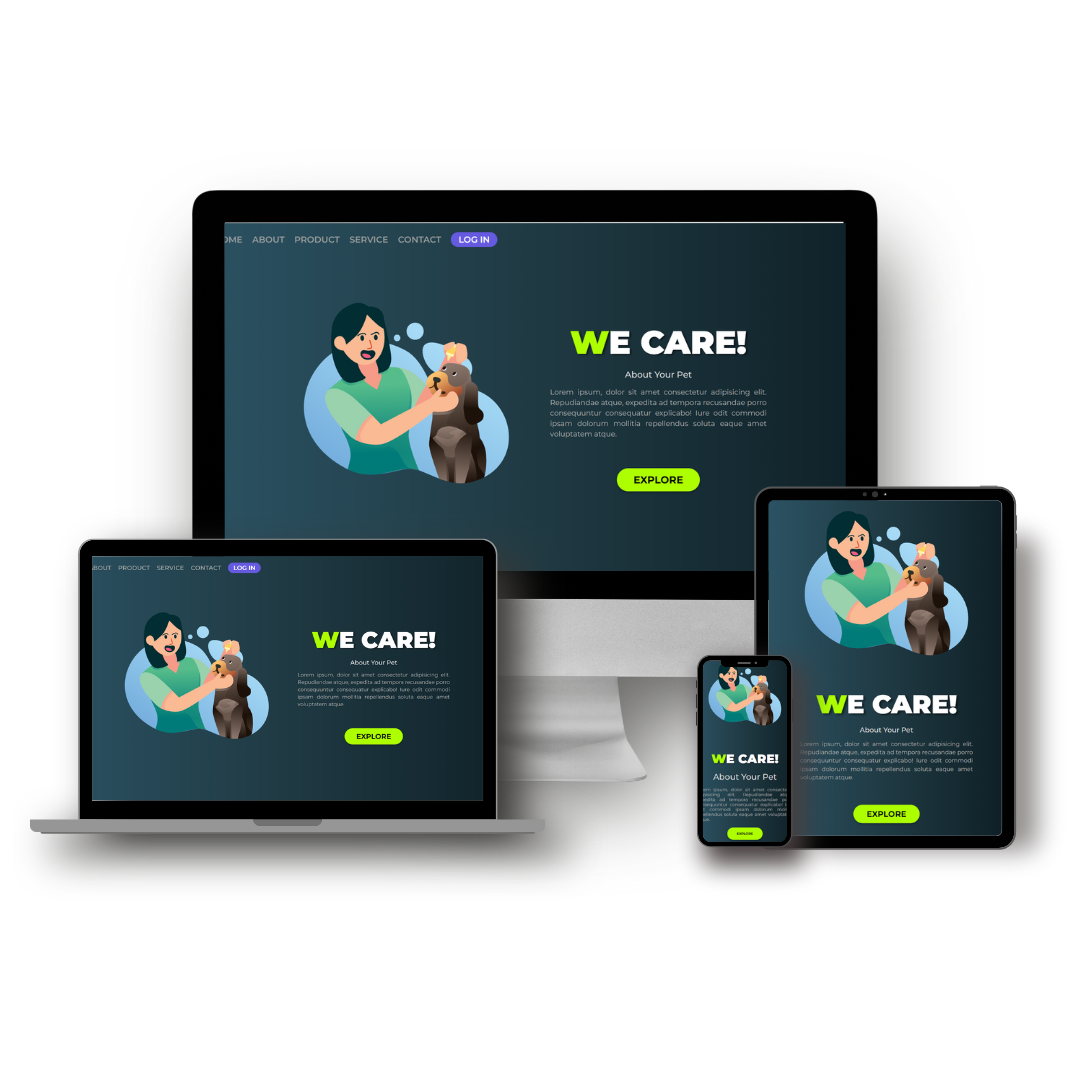 OME ABOUT PRODUCT SERVICE CONTACT LOG IN
WE CARE!
About Your Pet
Lorem ipsum, dolor sit amet consectetur adipisicing elit.
Repudiandae atque, expedita ad tempora recusandae porro
consequuntur consequatur explicabo! Iure odit commodi
ipsam dolorum mollitia repellendus soluta eaque amet
voluptatem atque.
EXPLORE
BOUT PRODUCT SERVICE CONTACT LOG IN
WE CARE!
About Your Pet
Lorem ipsum, dolor sit amet consectetur adipisicing elit.
Repudiandae atque, expedita ad tempora recusandae porro
consequuntur consequatur explicabo! Iure odit commodi
ipsam dolorum mollitia repellendus soluta eaque amet
voluptatem atque.
EXPLORE
WE CARE!
About Your Pet
Lorem ipsum, dolor sit amet consectetur adipisicing elit.
Repudiandae atque, expedita ad tempora recusandae porro
consequuntur consequatur explicabo! Iure odit commodi
ipsam dolorum mollitia repellendus soluta eaque amet
voluptatem atque.
EXPLORE
WE CARE!
About Your Pet
EXPLORE